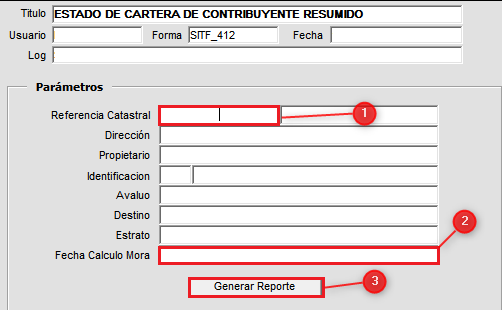 Titulo ESTADO DE CARTERA DE CONTRIBUYENTE RESUMIDO
Usuario Forma SITF_412 Fecha
Log
Parámetros
Referencia Catastral 1
Dirección
Propietario
Identificacion
Avaluo
Destino
Estrato 2
Fecha Calculo Mora
Generar Reporte 3